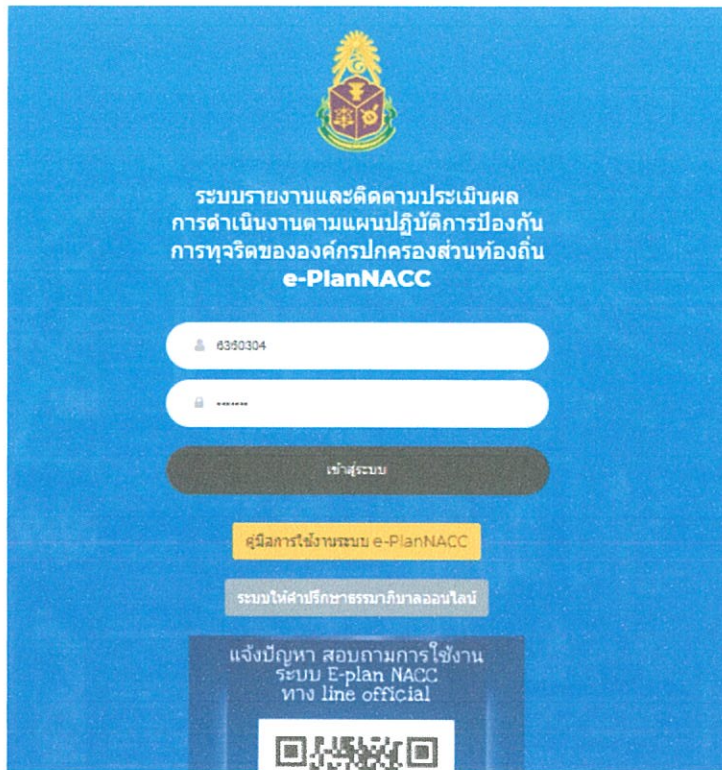 ระบบรายงานและติดตามประเมินผล
การดำเนินงานตามแผนปฏิบัติการป้องกัน
การทุจริตขององค์กรปกครองส่วนท้องถิ่น
e-PlanNACC
6350304
เข้าสู่ระบบ
คู่มือการใช้งานระบบ e-PlanNACC
ระบบให้คำปรึกษาธรรมาภิบาลออนไลน์
แจ้งปัญหา สอบถามการใช้งาน
ระบบ E-plan NACC
ทาง line official